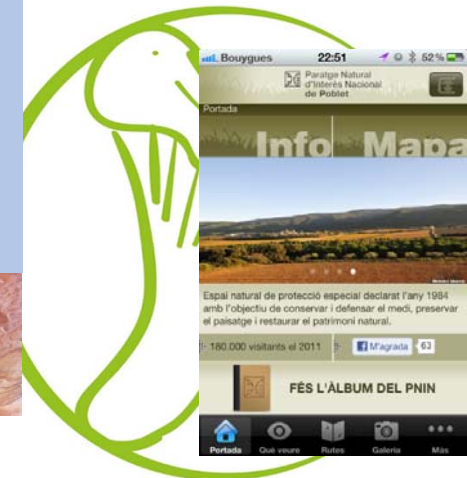 Bouygues 22:51 52%
Paratge Natural
d'Interès Nacional
de Poblet
Portada
Info Mapa
Espai natural de protecció especial declarat l'any 1984
amb l'objectiu de conservar i defensar el medi, preservar
el paisatge i restaurar el patrimoni natural.
180.000 visitants el 2011 M'agrada 63
FÉS L'ÀLBUM DEL PNIN
Portada Què veure Rutes Galeria Más